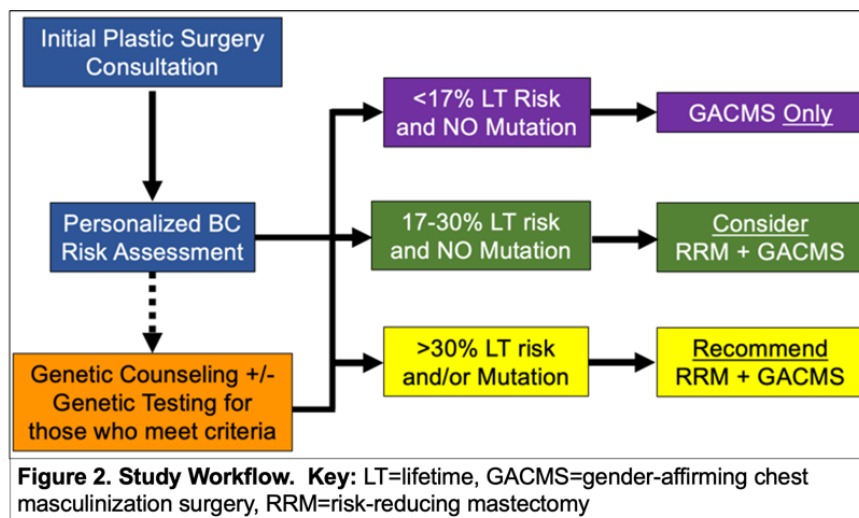 Initial Plastic Surgery
Consultation
<17% LT Risk
and NO Mutation
GACMS Only
Personalized BC
Risk Assessment
17-30% LT risk
and NO Mutation
Consider
RRM + GACMS
Genetic Counseling +/-
Genetic Testing for
those who meet criteria
>30% LT risk
and/or Mutation
Recommend
RRM + GACMS
Figure 2. Study Workflow.  Key: LT=lifetime, GACMS=gender-affirming chest
masculinization surgery, RRM=risk-reducing mastectomy